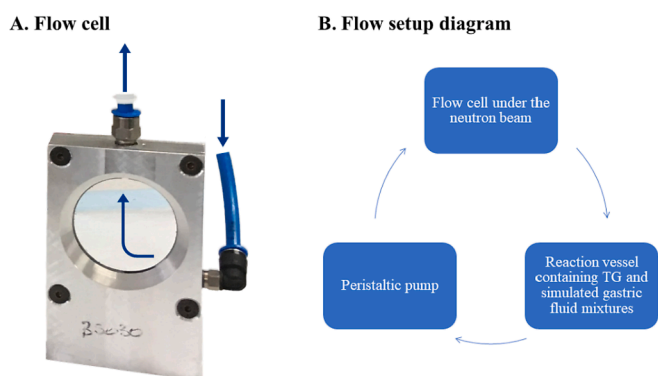 A. Flow cell
B. Flow setup diagram
Flow cell under the
neutron beam
Peristaltic pump
Reaction vessel
containing TG and
simulated gastric
fluid mixtures